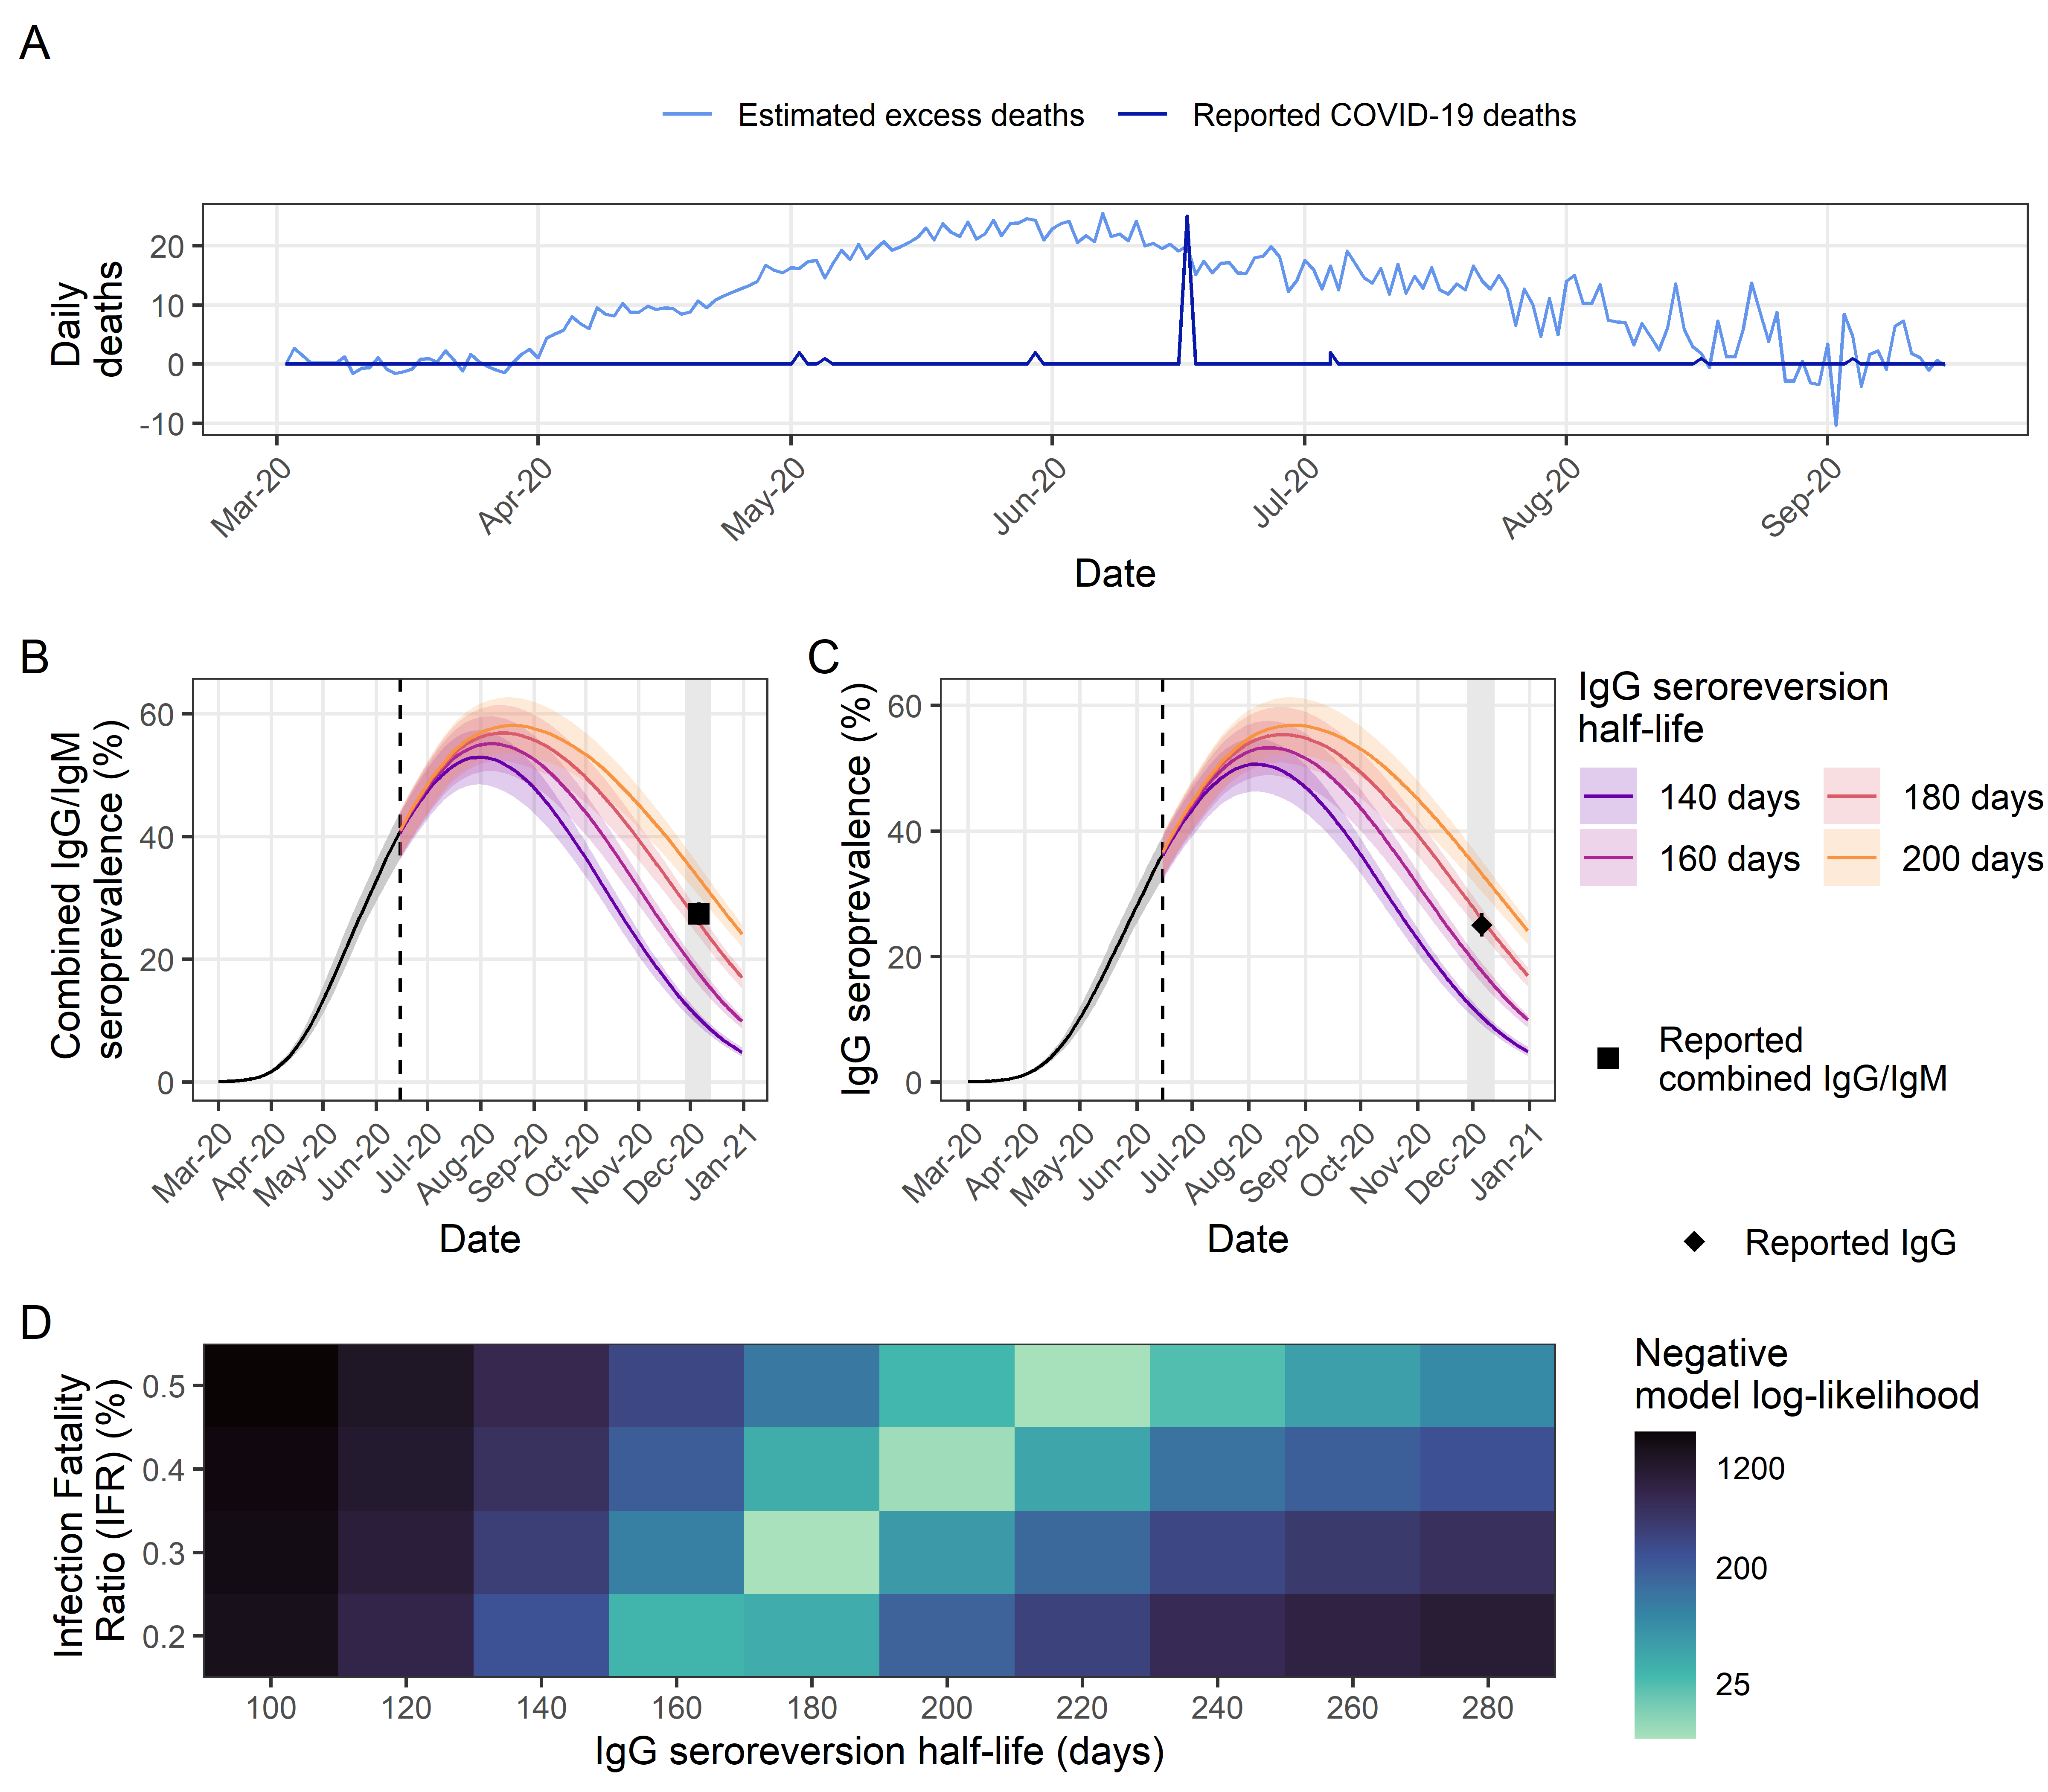 A
Estimated excess deaths
Reported COVID-19 deaths
Daily
deaths
20
10
0
-10
Mar-20
Apr-20
May-20
Jun-20
Jul-20
Aug-20
Sep-20
Date
B
Combined IgG/IgM
seroprevalence (%)
60
40
20
0
Mar-20
Apr-20
May-20
Jun-20
Jul-20
Aug-20
Sep-20
Oct-20
Nov-20
Dec-20
Jan-21
Date
C
IgG seroprevalence (%)
60
40
20
0
Mar-20
Apr-20
May-20
Jun-20
Jul-20
Aug-20
Sep-20
Oct-20
Nov-20
Dec-20
Jan-21
Date
IgG seroreversion
half-life
140 days
180 days
160 days
200 days
Reported
combined IgG/IgM
Reported IgG
D
Infection Fatality
Ratio (IFR) (%)
0.5
0.4
0.3
0.2
100
120
140
160
180
200
220
240
260
280
IgG seroreversion half-life (days)
Negative
model log-likelihood
1200
200
25